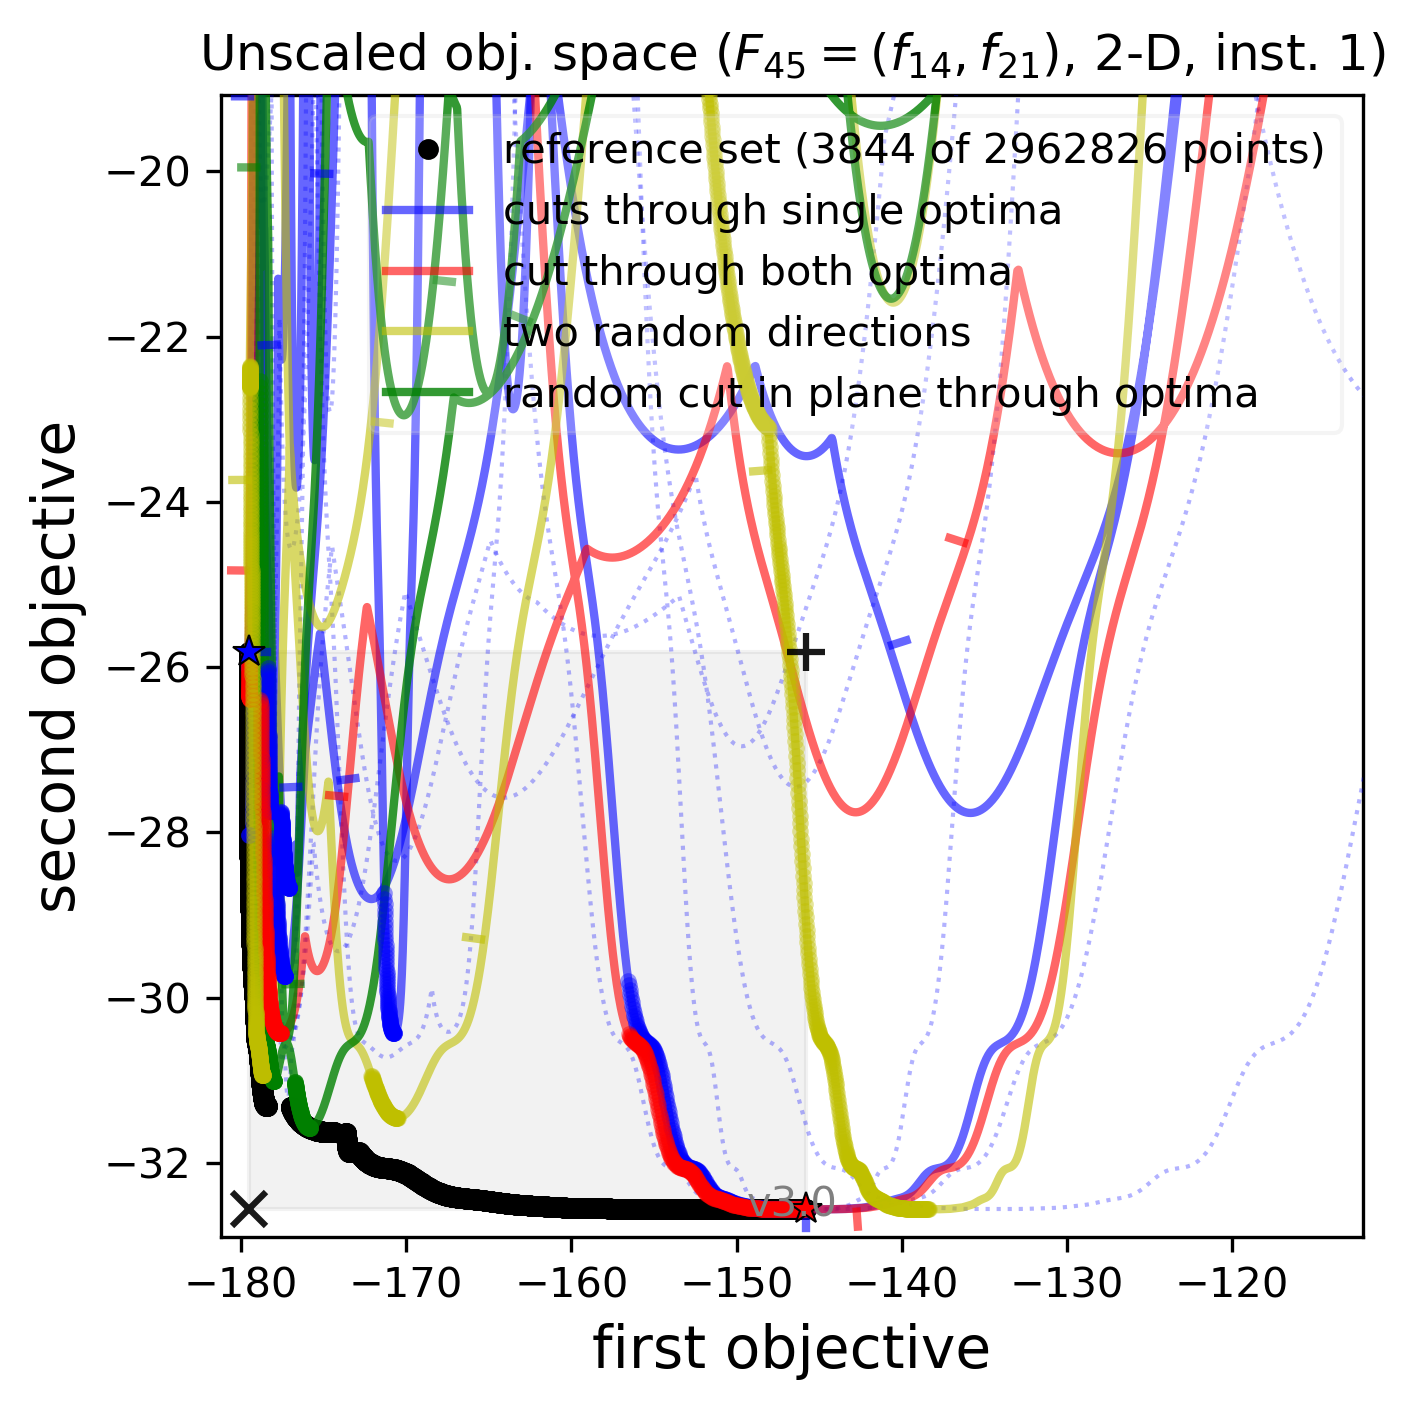 Unscaled obj. space (F45 = (f14, f21), 2-D, inst. 1)
reference set (3844 of 2962826 points)
cuts through single optima
cut through both optima
two random directions
random cut in plane through optima
−20
−22
−24
−26
−28
−30
−32
second objective
v3.0
−180 −170 −160 −150 −140 −130 −120
first objective